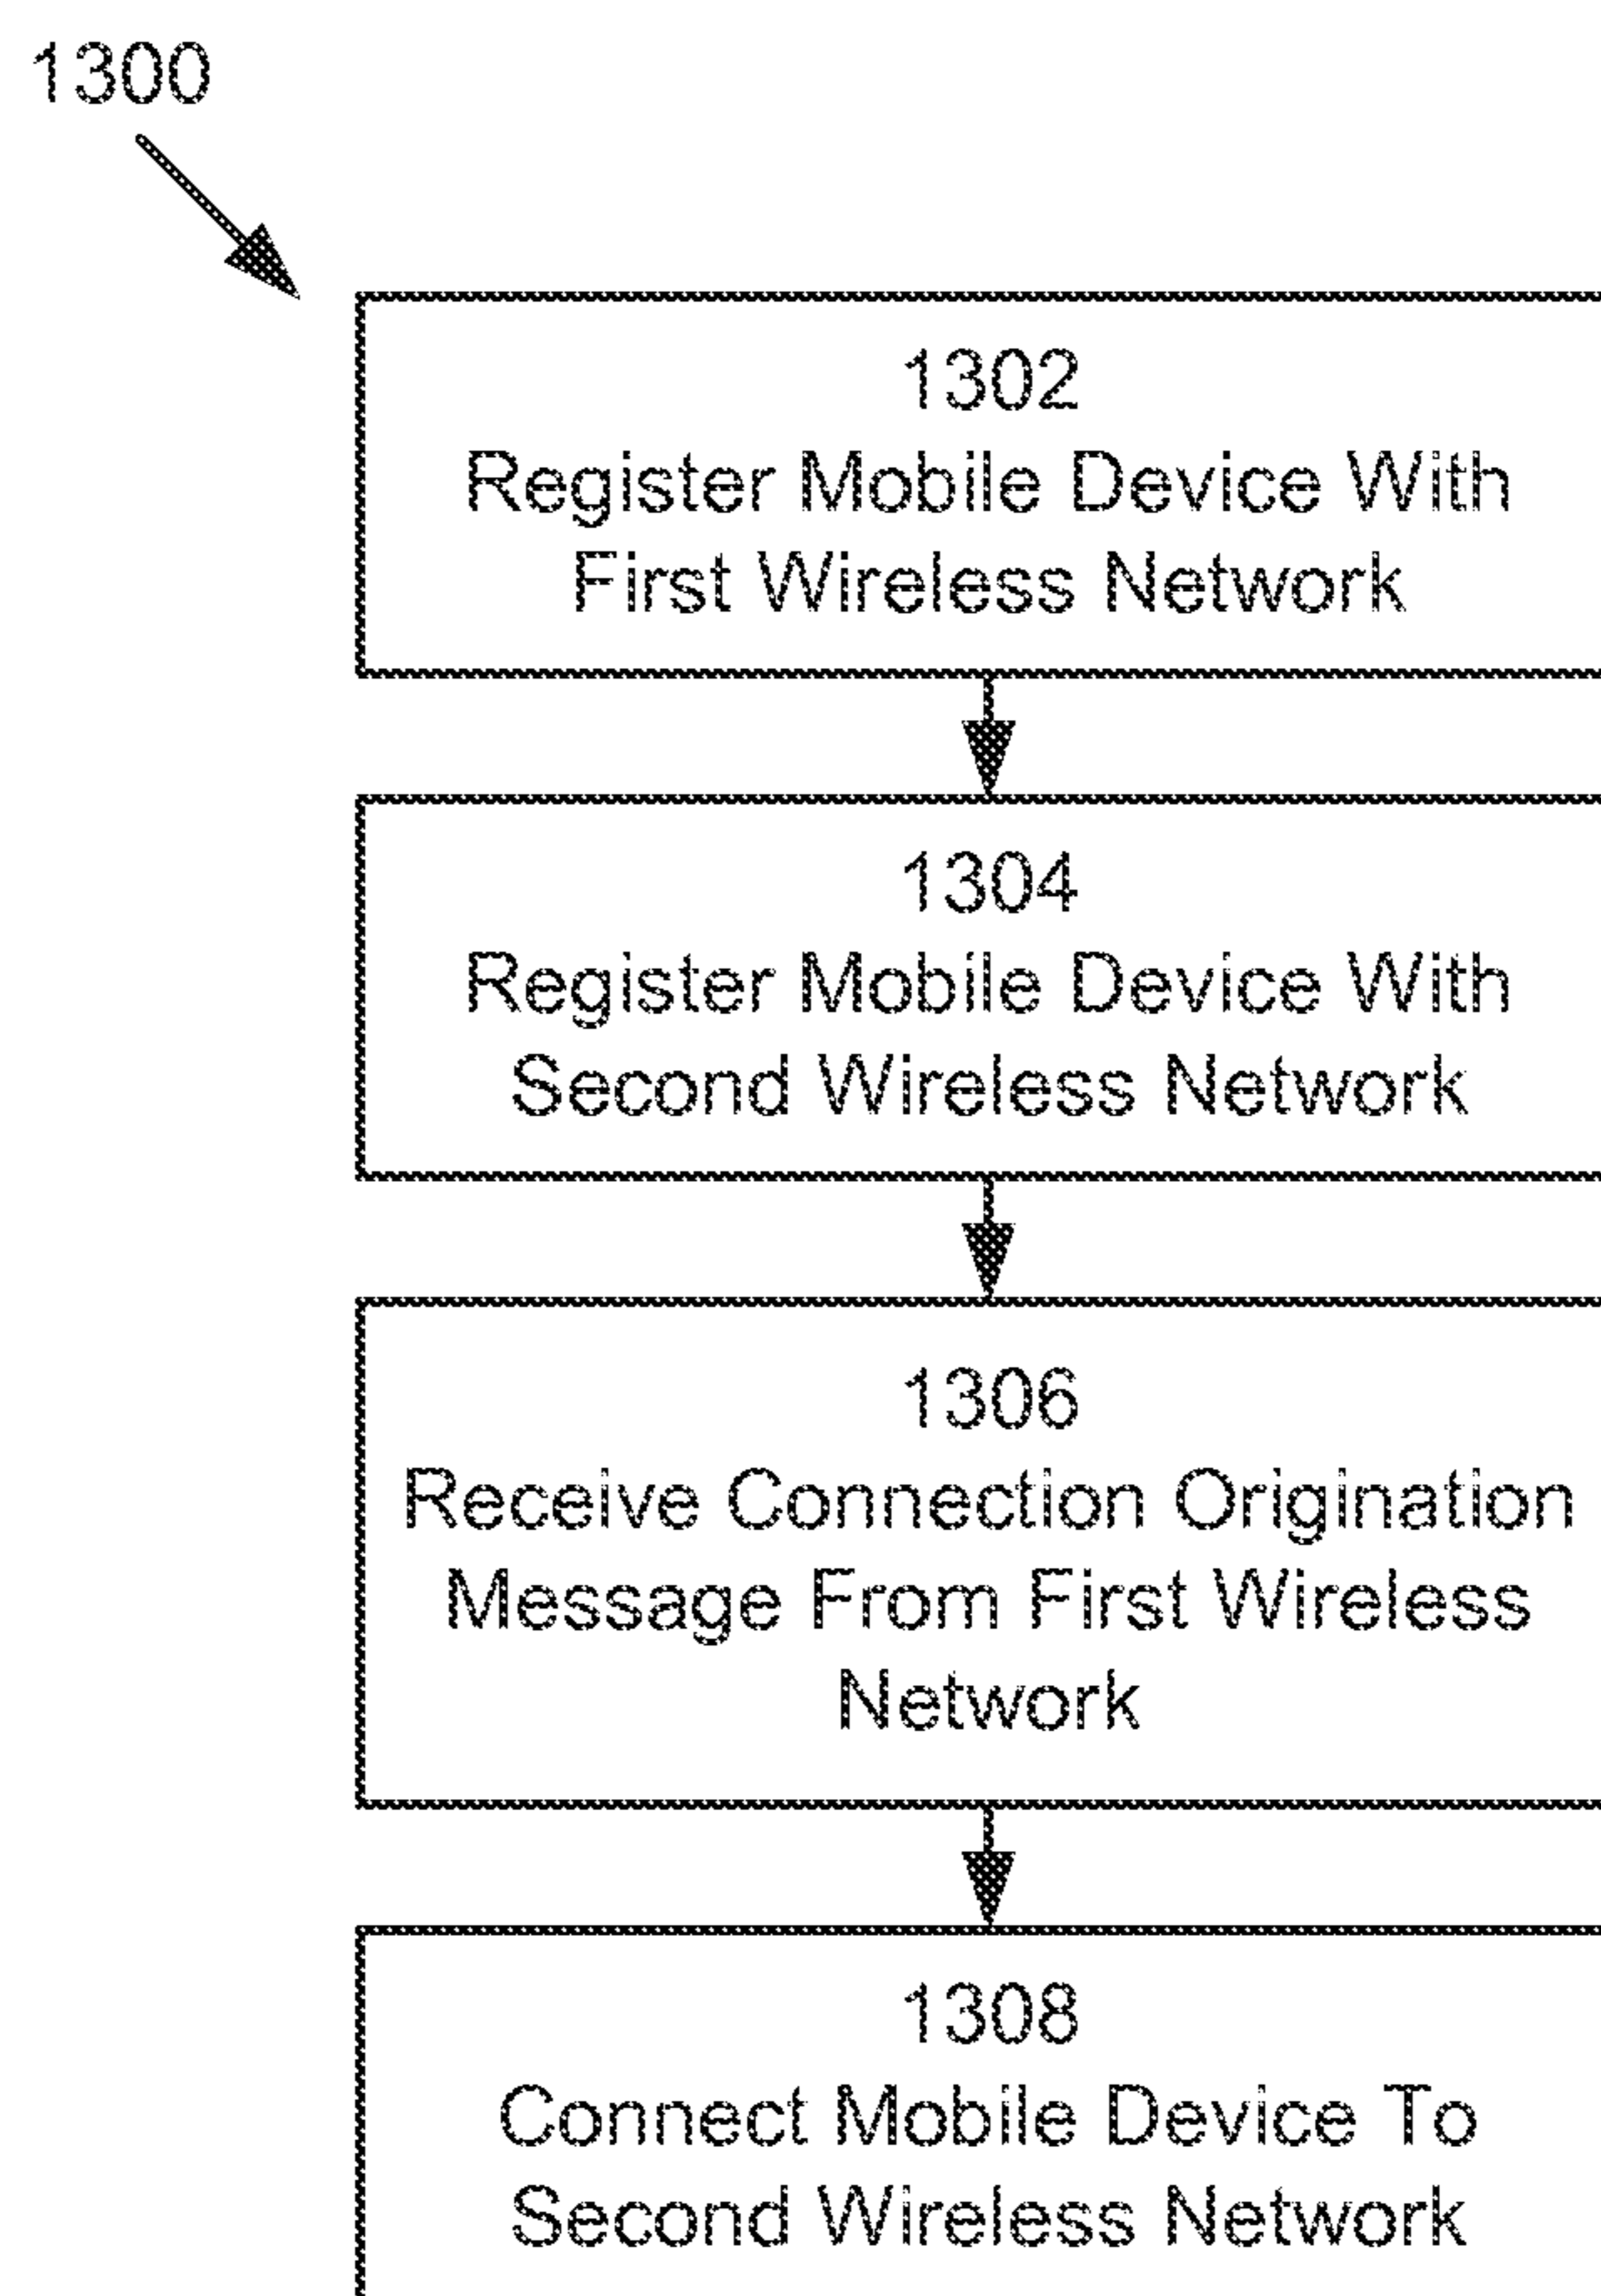 1300
1302
Register Mobile Device With
First Wireless Network
1304
Register Mobile Device With
Second Wireless Network
1306
Receive Connection Origination
Message From First Wireless
Network
1308
Connect Mobile Device To
Second Wireless Network